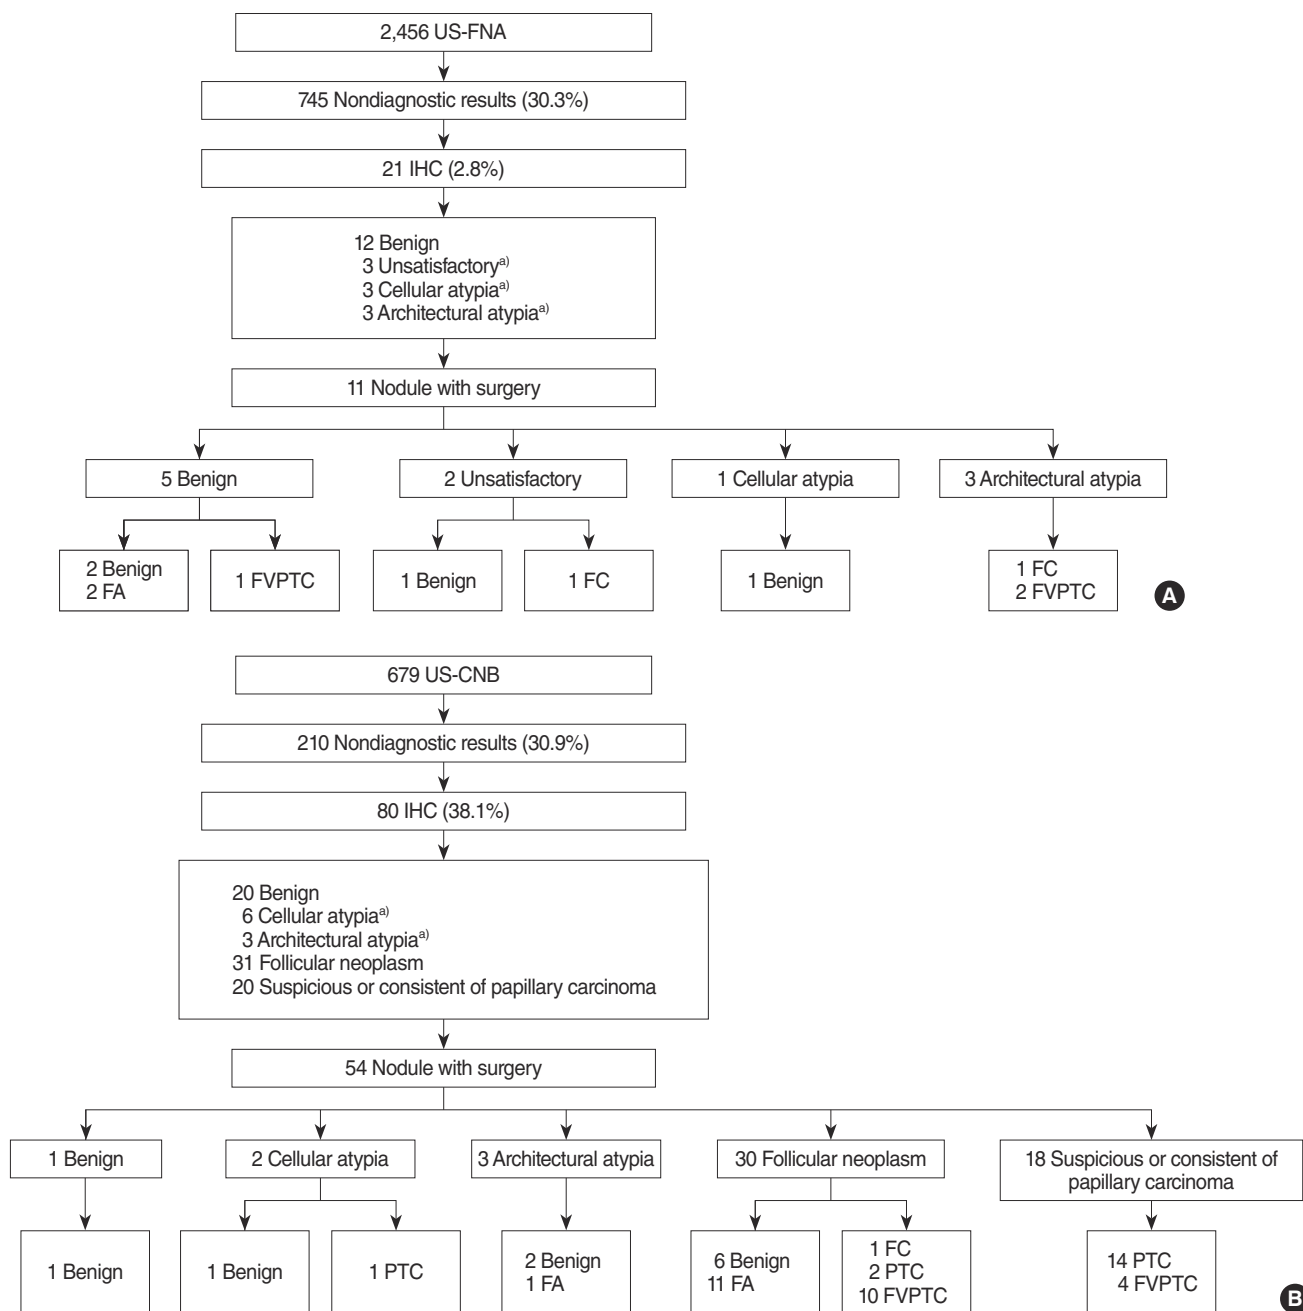 2,456 US-FNA
745 Nondiagnostic results (30.3%)
21 IHC (2.8%)
12 Benign
3 Unsatisfactory a)
3 Cellular atypia a)
3 Architectural atypia a)
11 Nodule with surgery
5 Benign
2 Unsatisfactory
1 Cellular atypia
3 Architectural atypia
2 Benign
2 FA
1 FVPTC
1 Benign
1 FC
1 Benign
1 FC
2 FVPTC
A
679 US-CNB
210 Nondiagnostic results (30.9%)
80 IHC (38.1%)
20 Benign
6 Cellular atypia a)
3 Architectural atypia a)
31 Follicular neoplasm
20 Suspicious or consistent of papillary carcinoma
54 Nodule with surgery
1 Benign
2 Cellular atypia
3 Architectural atypia
30 Follicular neoplasm
18 Suspicious or consistent of
papillary carcinoma
1 Benign
1 Benign
1 PTC
2 Benign
1 FA
6 Benign
11 FA
1 FC
2 PTC
10 FVPTC
14 PTC
4 FVPTC
B